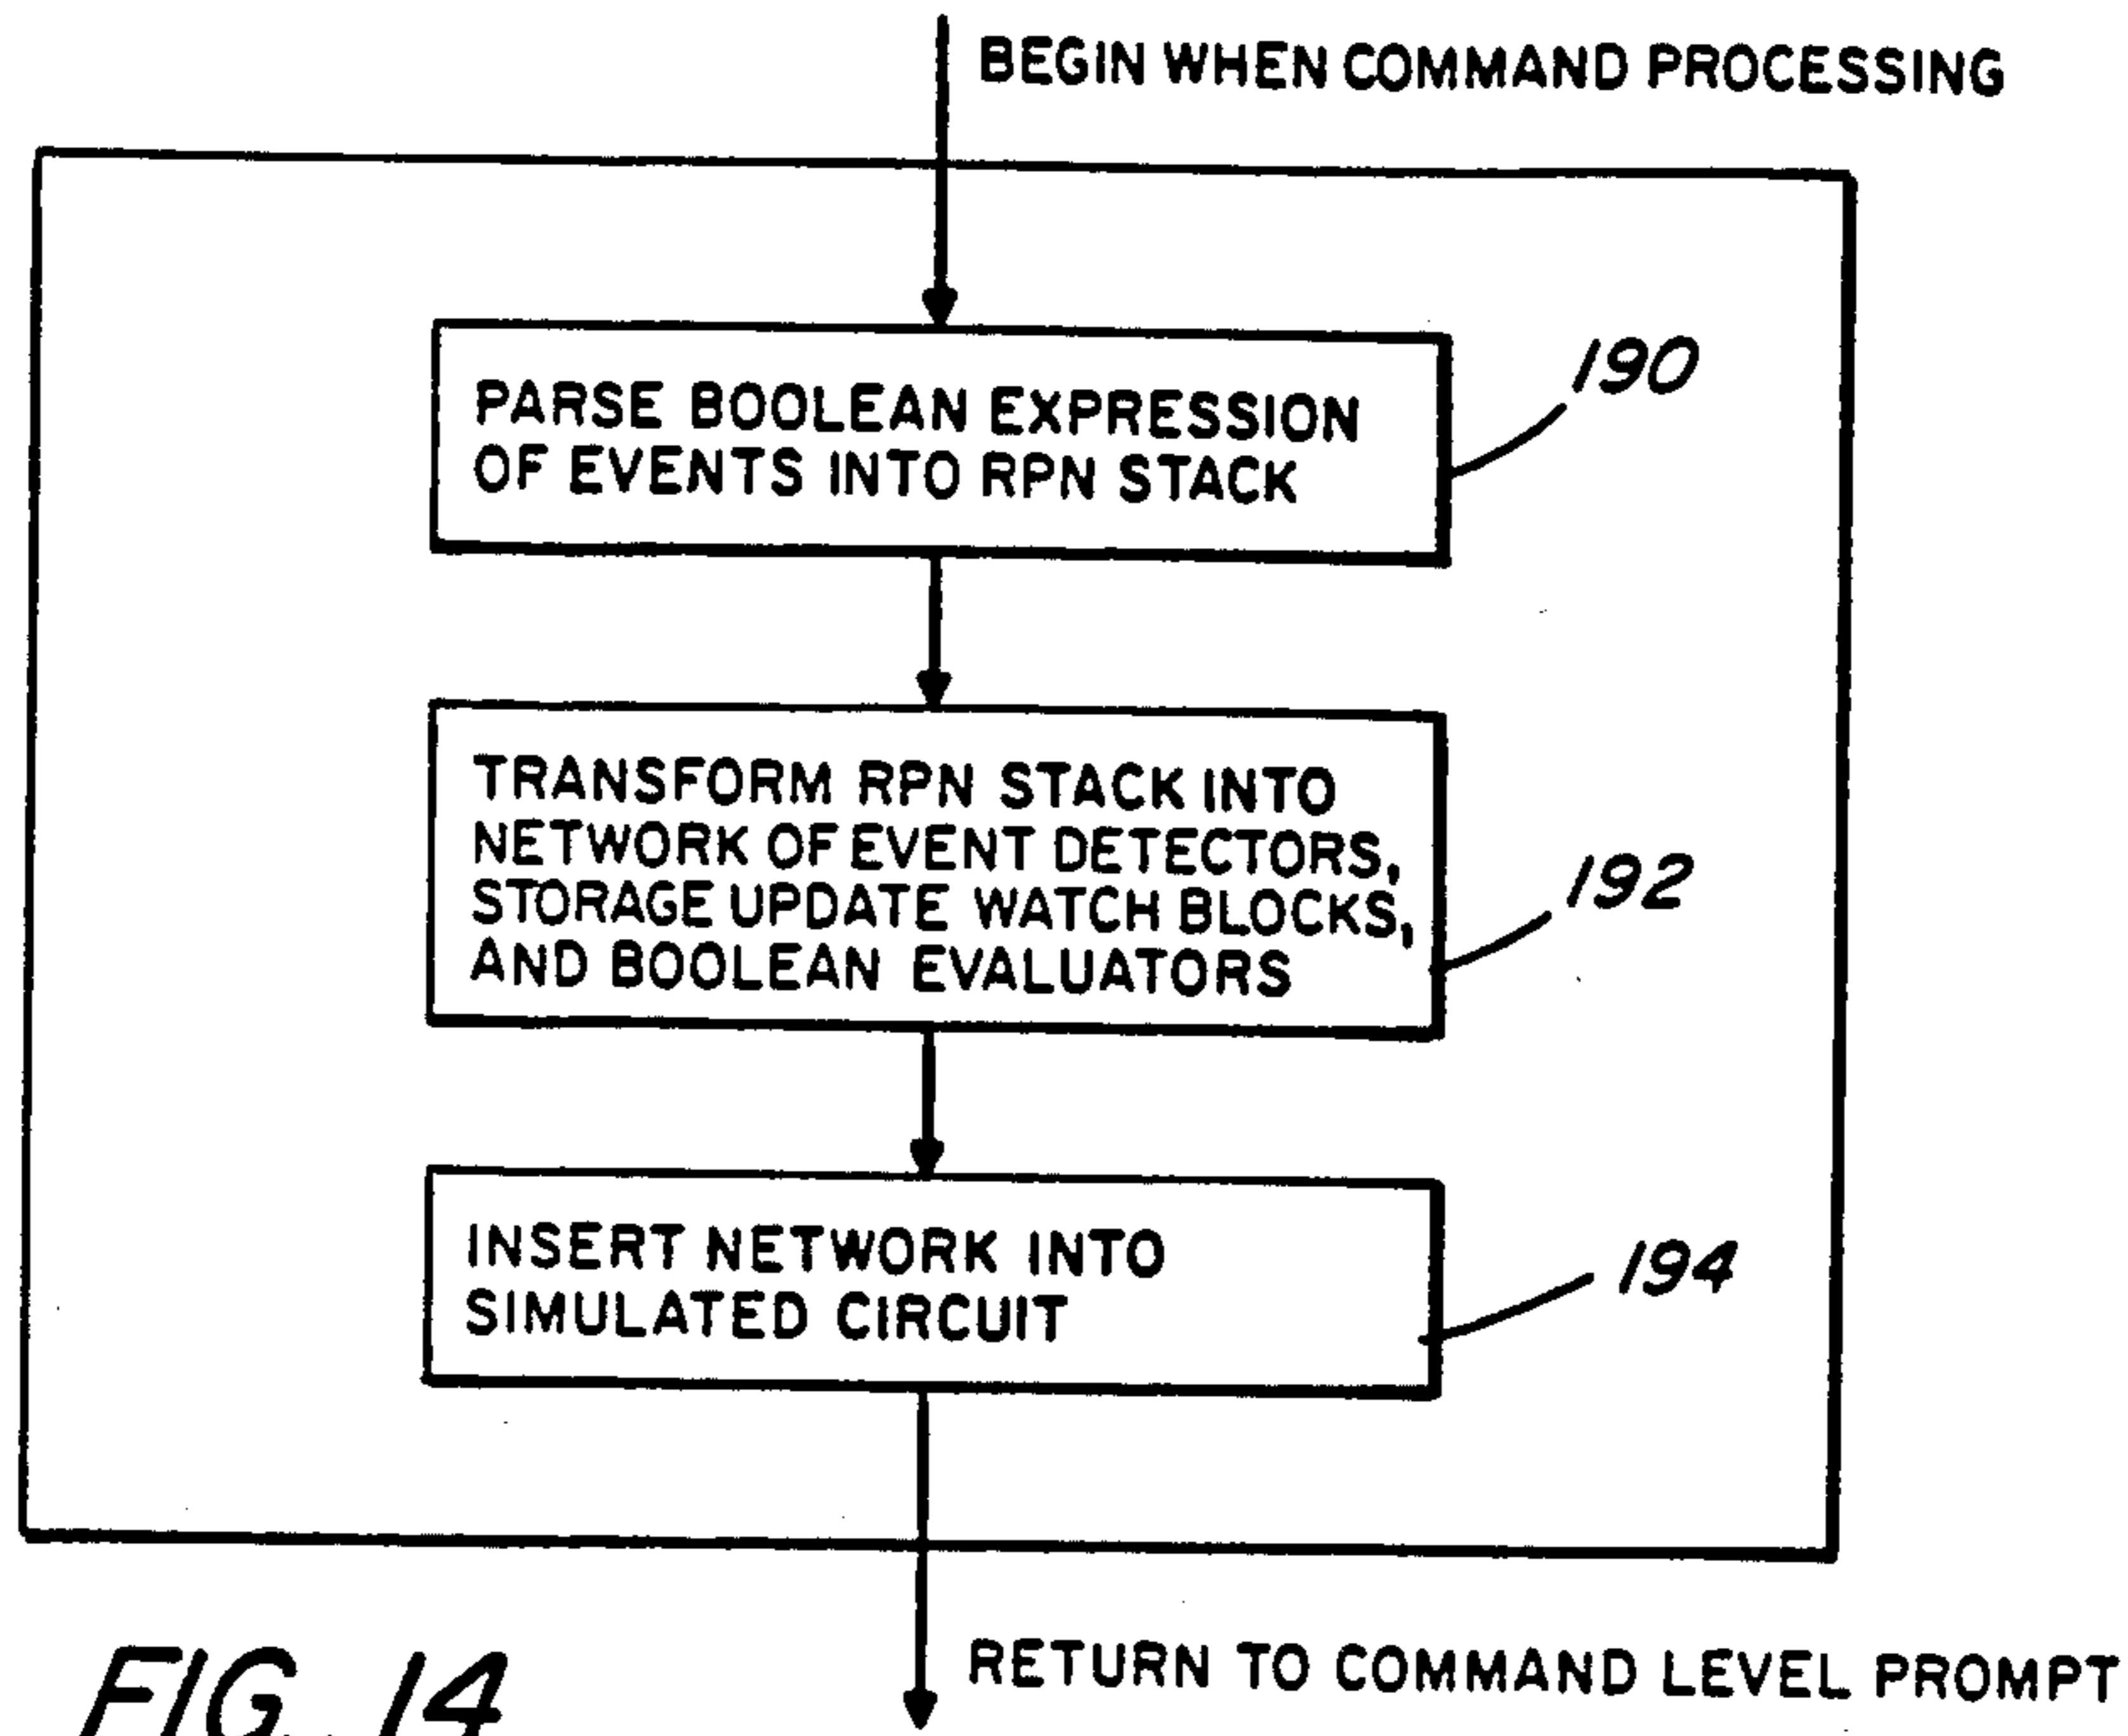 BEGIN WHEN COMMAND PROCESSING
190
PARSE BOOLEAN EXPRESSION
OF EVENTS INTO RPN STACK
TRANSFORM RPN STACK INTO
NETWORK OF EVENT DETECTORS,
STORAGE UPDATE WATCH BLOCKS,
AND BOOLEAN EVALUATORS
192
INSERT NETWORK INTO
SIMULATED CIRCUIT
194
RETURN TO COMMAND LEVEL PROMPT
FIG. 14